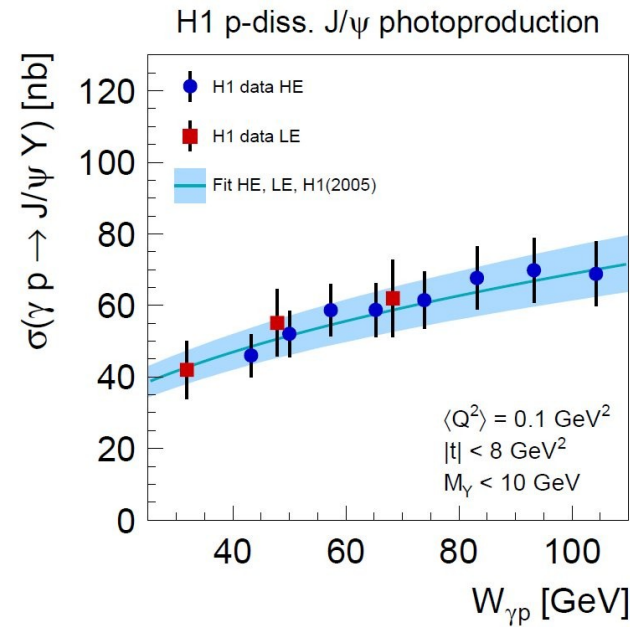 H1 p-diss. J/ψ photoproduction
σ(γ p → J/ψ Y) [nb]
120
100
80
60
40
20
0
H1 data HE
H1 data LE
Fit HE, LE, H1(2005)
⟨Q²⟩ = 0.1 GeV²
|t| < 8 GeV²
M_Y < 10 GeV
40 60 80 100
W_γp [GeV]